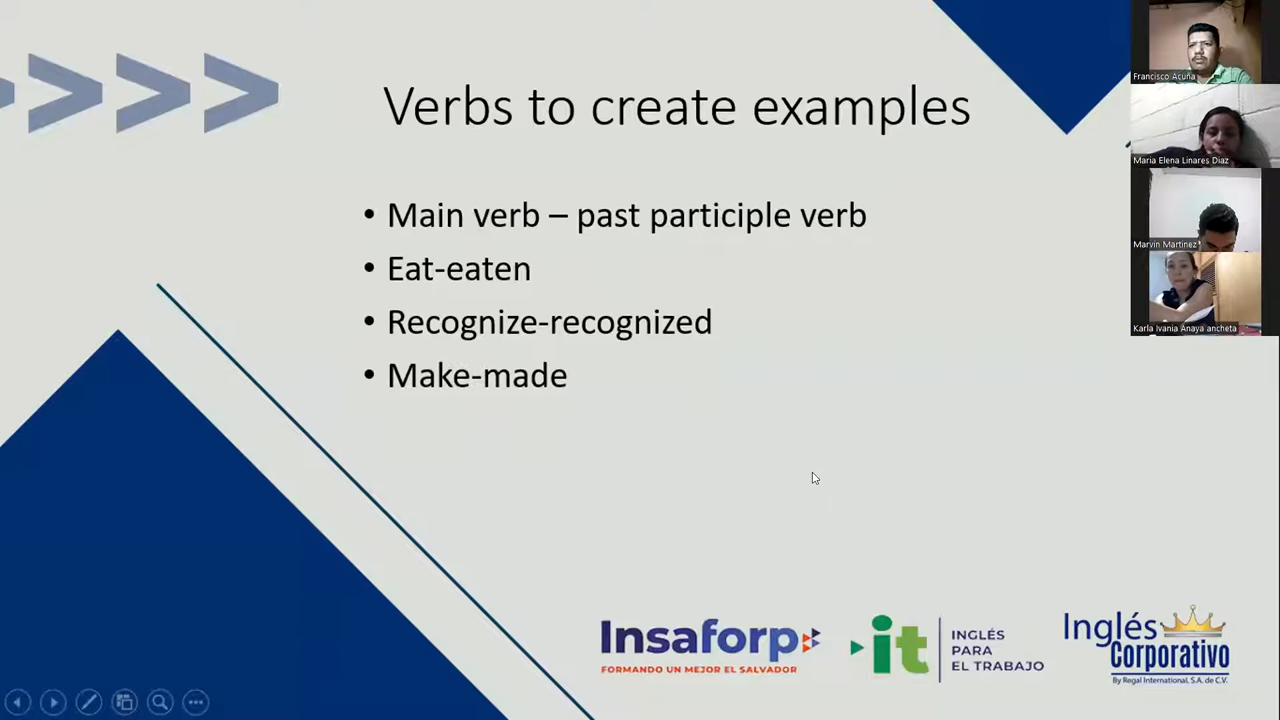 Verbs to create examples
• Main verb – past participle verb
• Eat-eaten
• Recognize-recognized
• Make-made
Francisco Acuña
Maria Elena Linares Diaz
Marvin Martinez
Karla Ivania Anaya ancheta
Insaforp
FORMANDO UN MEJOR EL SALVADOR
it
INGLÉS
PARA
EL TRABAJO
Inglés
Corporativo
By Regal International, S.A. de C.V.